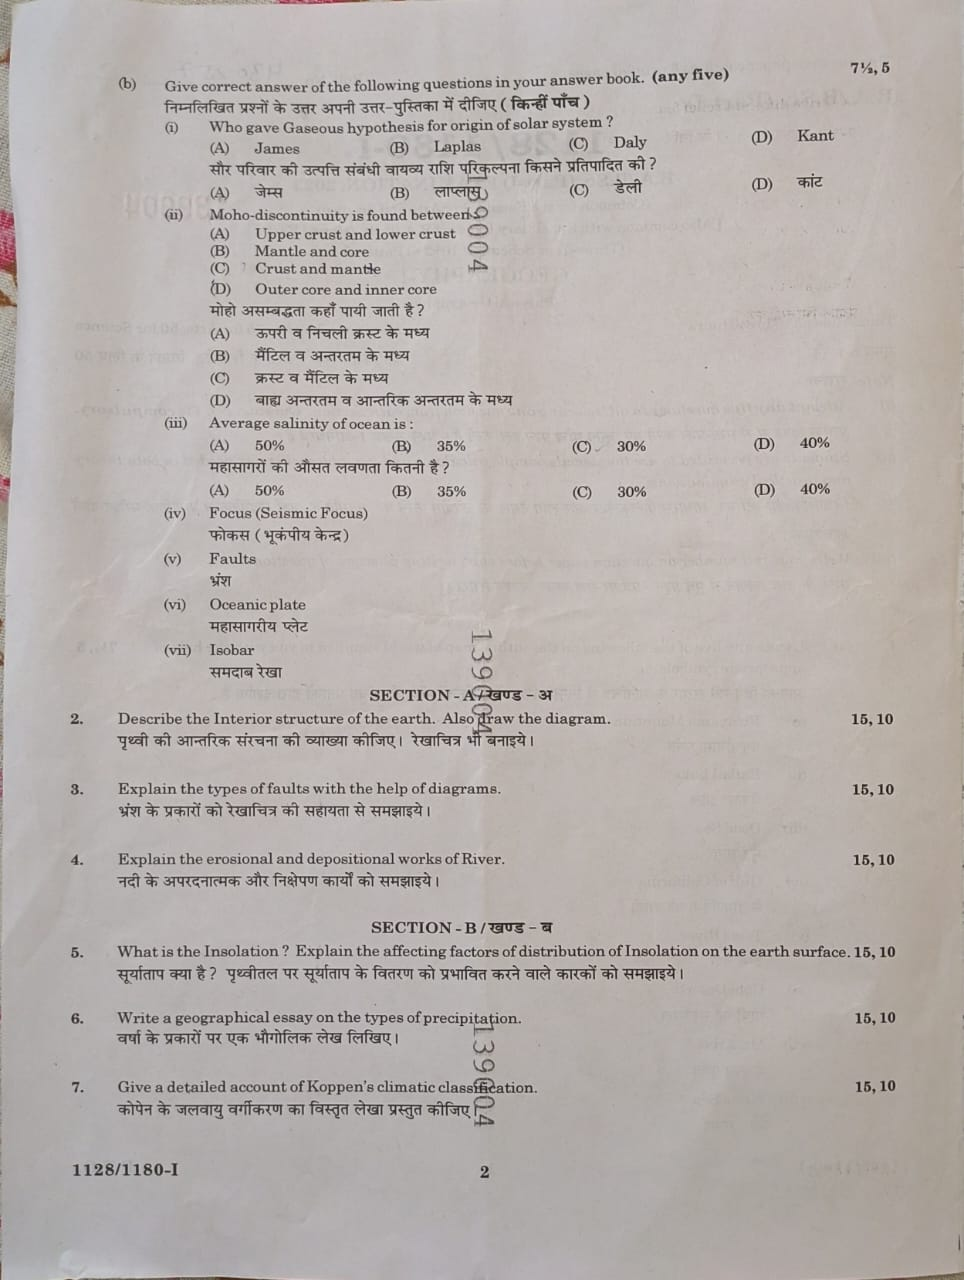 (b) Give correct answer of the following questions in your answer book. (any five) 7½, 5
निम्नलिखित प्रश्नों के उत्तर अपनी उत्तर-पुस्तिका में दीजिए ( किन्हीं पाँच )
(i) Who gave Gaseous hypothesis for origin of solar system ?
(A) James (B) Laplas (C) Daly (D) Kant
सौर परिवार की उत्पत्ति संबंधी वायव्य राशि परिकल्पना किसने प्रतिपादित की ?
(A) जेम्स (B) लाप्लास (C) डेली (D) कांट
(ii) Moho-discontinuity is found between
(A) Upper crust and lower crust
(B) Mantle and core
(C) Crust and mantle
(D) Outer core and inner core
मोहो असम्बद्धता कहाँ पायी जाती है ?
(A) ऊपरी व निचली क्रस्ट के मध्य
(B) मैंटिल व अन्तरतम के मध्य
(C) क्रस्ट व मैंटिल के मध्य
(D) बाह्य अन्तरतम व आन्तरिक अन्तरतम के मध्य
(iii) Average salinity of ocean is :
(A) 50% (B) 35% (C) 30% (D) 40%
महासागरों की औसत लवणता कितनी है ?
(A) 50% (B) 35% (C) 30% (D) 40%
(iv) Focus (Seismic Focus)
फोकस ( भूकंपीय केन्द्र )
(v) Faults
भ्रंश
(vi) Oceanic plate
महासागरीय प्लेट
(vii) Isobar
समदाब रेखा
139004
SECTION - A / खण्ड - अ
2. Describe the Interior structure of the earth. Also draw the diagram. 15, 10
पृथ्वी की आन्तरिक संरचना की व्याख्या कीजिए। रेखाचित्र भी बनाइये।
3. Explain the types of faults with the help of diagrams. 15, 10
भ्रंश के प्रकारों को रेखाचित्र की सहायता से समझाइये।
4. Explain the erosional and depositional works of River. 15, 10
नदी के अपरदनात्मक और निक्षेपण कार्यों को समझाइये।
SECTION - B / खण्ड - ब
5. What is the Insolation ? Explain the affecting factors of distribution of Insolation on the earth surface. 15, 10
सूर्याताप क्या है ? पृथ्वीतल पर सूर्याताप के वितरण को प्रभावित करने वाले कारकों को समझाइये।
6. Write a geographical essay on the types of precipitation. 15, 10
वर्षा के प्रकारों पर एक भौगोलिक लेख लिखिए।
139004
7. Give a detailed account of Koppen's climatic classification. 15, 10
कोपेन के जलवायु वर्गीकरण का विस्तृत लेखा प्रस्तुत कीजिए।
1128/1180-I 2